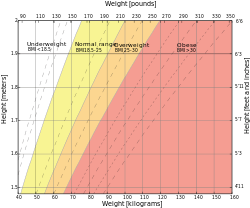 Weight [pounds]
90 110 130 150 170 190 210 230 250 270 290 310 330 350
Height [meters]
Height [feet and inches]
2 6'6
Underweight Normal range Overweight Obese
BMI<18.5 BMI18.5-25 BMI25-30 BMI>30
1.9 6'3
1.8 5'11
1.7 5'7
1.6 5'3
1.5 4'11
40 50 60 70 80 90 100 110 120 130 140 150 160
Weight [kilograms]